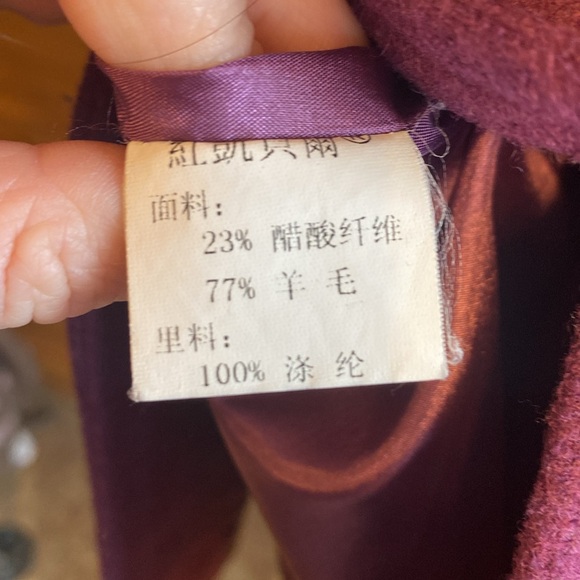 紅凱貝爾®
面料:
23% 醋酸纤维
77% 羊 毛
里料:
100% 涤 纶